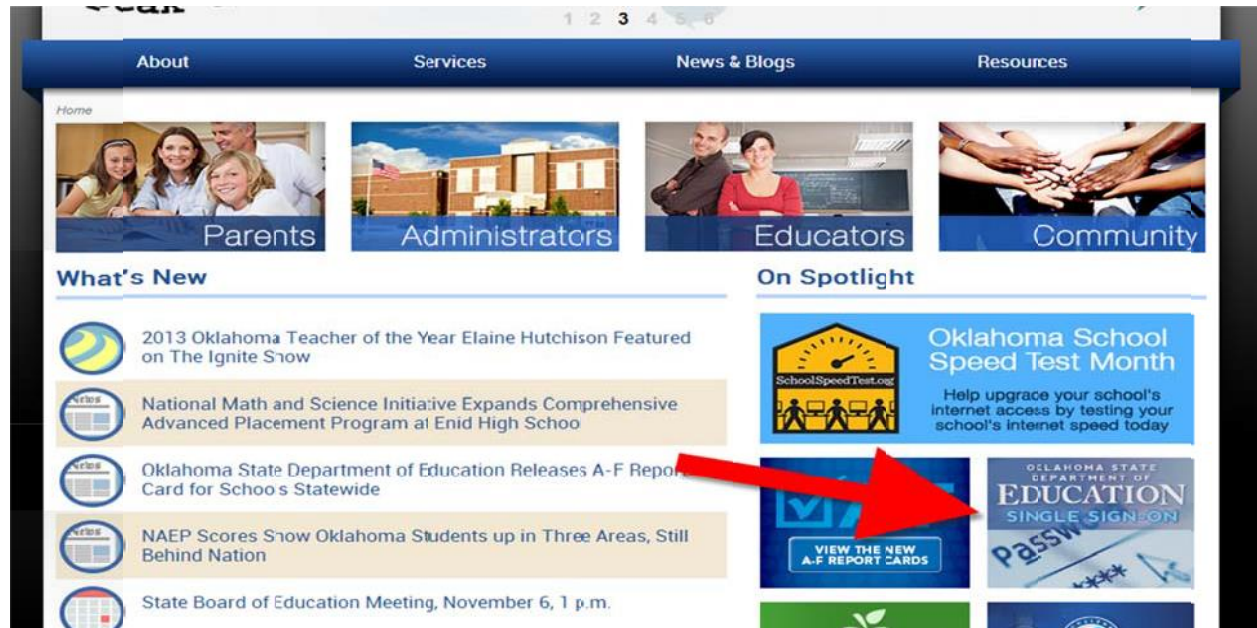 1 2 3 4 5 6
About Services News & Blogs Resources
Home
Parents Administrators Educators Community
What's New
On Spotlight
2013 Oklahoma Teacher of the Year Elaine Hutchison Featured
on The Ignite Show
National Math and Science Initiative Expands Comprehensive
Advanced Placement Program at Enid High School
Oklahoma State Department of Education Releases A-F Report
Card for Schools Statewide
NAEP Scores Show Oklahoma Students up in Three Areas, Still
Behind Nation
State Board of Education Meeting, November 6, 1 p.m.
SchoolSpeedTest.org
Oklahoma School
Speed Test Month
Help upgrade your school's
internet access by testing your
school's internet speed today
VIEW THE NEW
A-F REPORT CARDS
OKLAHOMA STATE
DEPARTMENT OF
EDUCATION
SINGLE SIGN-ON